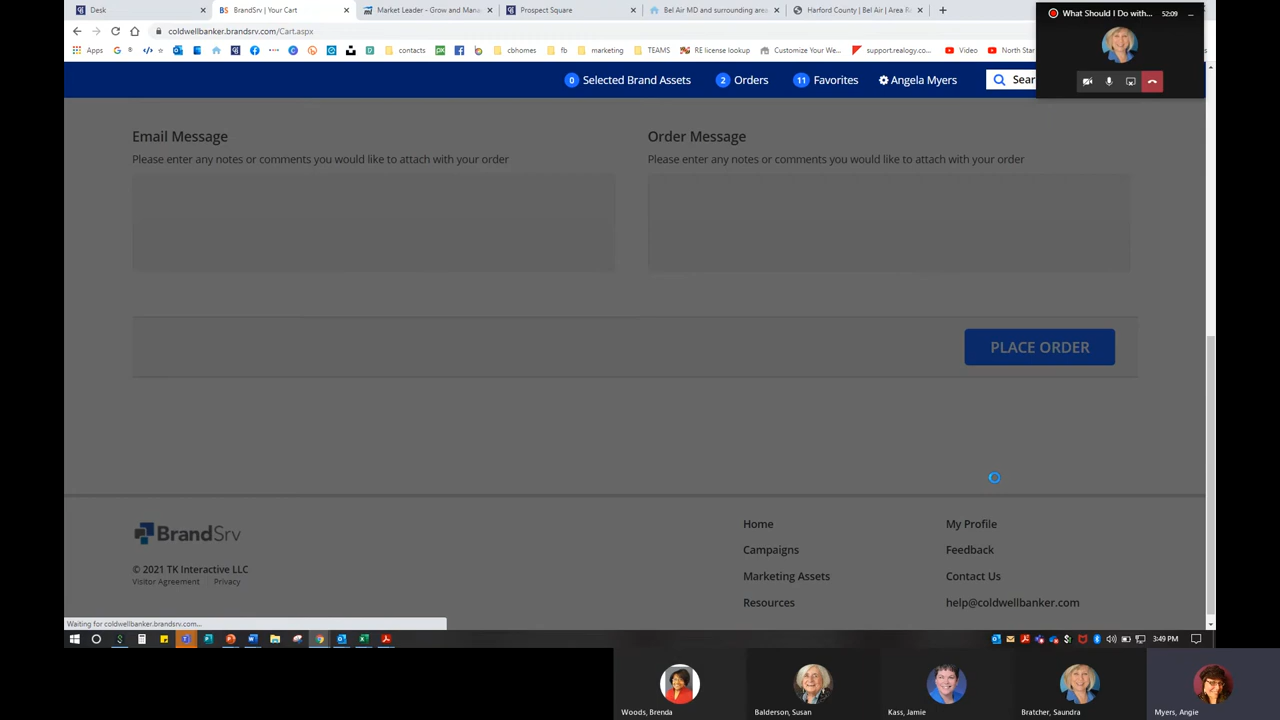 Desk
BrandSrv | Your Cart
Market Leader - Grow and Mana
Prospect Square
Bel Air MD and surrounding area
Harford County | Bel Air | Area R
What Should I Do with... 52:09
coldwellbanker.brandsrv.com/Cart.aspx
Apps
contacts
cbhomes
fb
marketing
TEAMS
RE license lookup
Customize Your We...
support.realogy.co...
Video
North Star
0 Selected Brand Assets
2 Orders
11 Favorites
Angela Myers
Sear
Email Message
Order Message
Please enter any notes or comments you would like to attach with your order
Please enter any notes or comments you would like to attach with your order
PLACE ORDER
BrandSrv
© 2021 TK Interactive LLC
Visitor Agreement Privacy
Home
My Profile
Campaigns
Feedback
Marketing Assets
Contact Us
Resources
help@coldwellbanker.com
Waiting for coldwellbanker.brandsrv.com...
3:49 PM
Woods, Brenda
Balderson, Susan
Kass, Jamie
Bratcher, Saundra
Myers, Angie